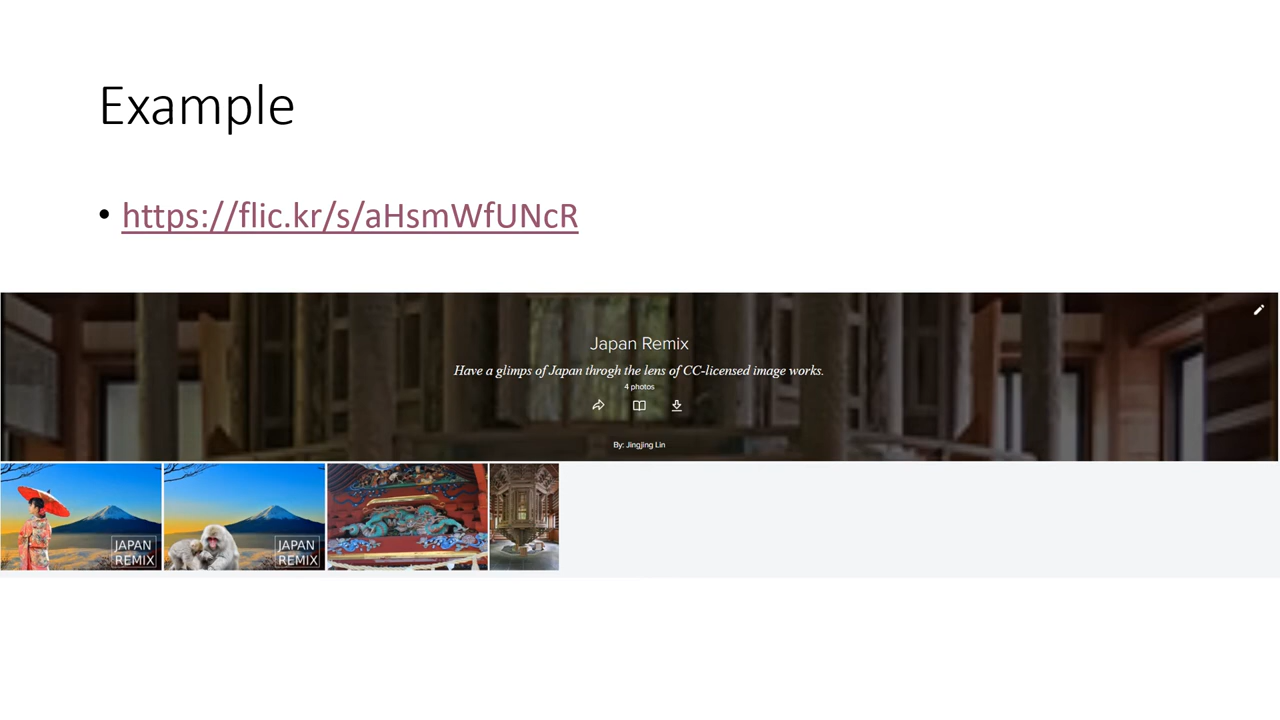 Example
• https://flic.kr/s/aHsmWfUNcR
Japan Remix
Have a glimps of Japan throgh the lens of CC-licensed image works.
4 photos
By: Jingjing Lin
JAPAN
REMIX
JAPAN
REMIX